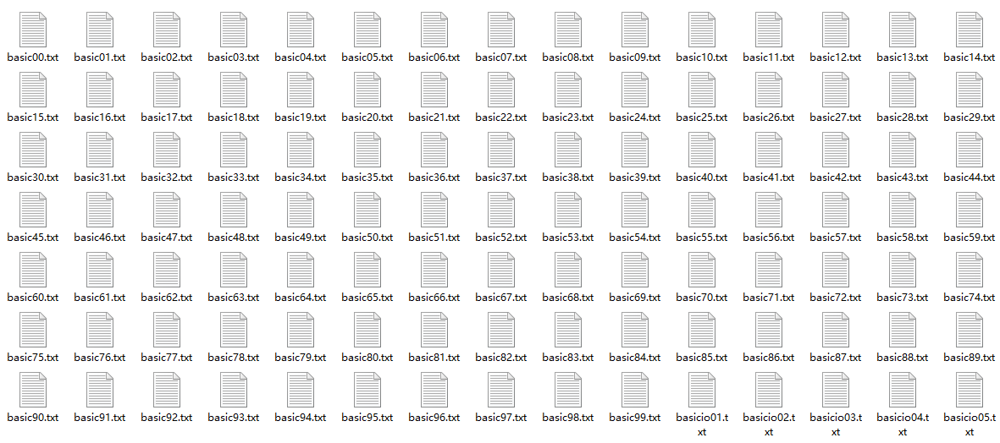 basic00.txt basic01.txt basic02.txt basic03.txt basic04.txt basic05.txt basic06.txt basic07.txt basic08.txt basic09.txt basic10.txt basic11.txt basic12.txt basic13.txt basic14.txt
basic15.txt basic16.txt basic17.txt basic18.txt basic19.txt basic20.txt basic21.txt basic22.txt basic23.txt basic24.txt basic25.txt basic26.txt basic27.txt basic28.txt basic29.txt
basic30.txt basic31.txt basic32.txt basic33.txt basic34.txt basic35.txt basic36.txt basic37.txt basic38.txt basic39.txt basic40.txt basic41.txt basic42.txt basic43.txt basic44.txt
basic45.txt basic46.txt basic47.txt basic48.txt basic49.txt basic50.txt basic51.txt basic52.txt basic53.txt basic54.txt basic55.txt basic56.txt basic57.txt basic58.txt basic59.txt
basic60.txt basic61.txt basic62.txt basic63.txt basic64.txt basic65.txt basic66.txt basic67.txt basic68.txt basic69.txt basic70.txt basic71.txt basic72.txt basic73.txt basic74.txt
basic75.txt basic76.txt basic77.txt basic78.txt basic79.txt basic80.txt basic81.txt basic82.txt basic83.txt basic84.txt basic85.txt basic86.txt basic87.txt basic88.txt basic89.txt
basic90.txt basic91.txt basic92.txt basic93.txt basic94.txt basic95.txt basic96.txt basic97.txt basic98.txt basic99.txt basicio01.t basicio02.t basicio03.t basicio04.t basicio05.t
xt xt xt xt xt